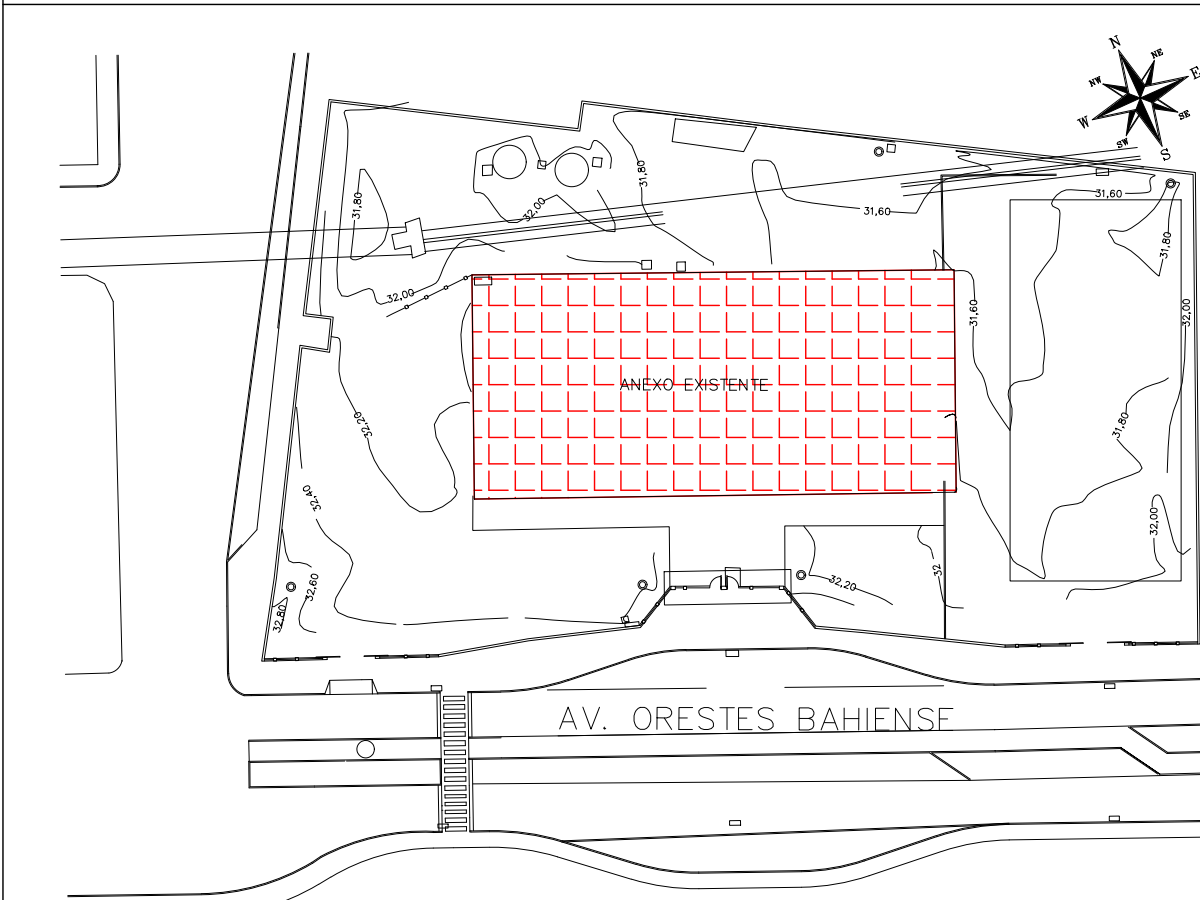 N
NE
E
NW
W
SE
SW
S
31,80
31,80
32,00
31,60
31,60
31,80
32,00
31,60
32,00
ANEXO EXISTENTE
32,20
31,80
32,40
32,00
32,60
32,20
32
32,80
AV. ORESTES BAHIENSE